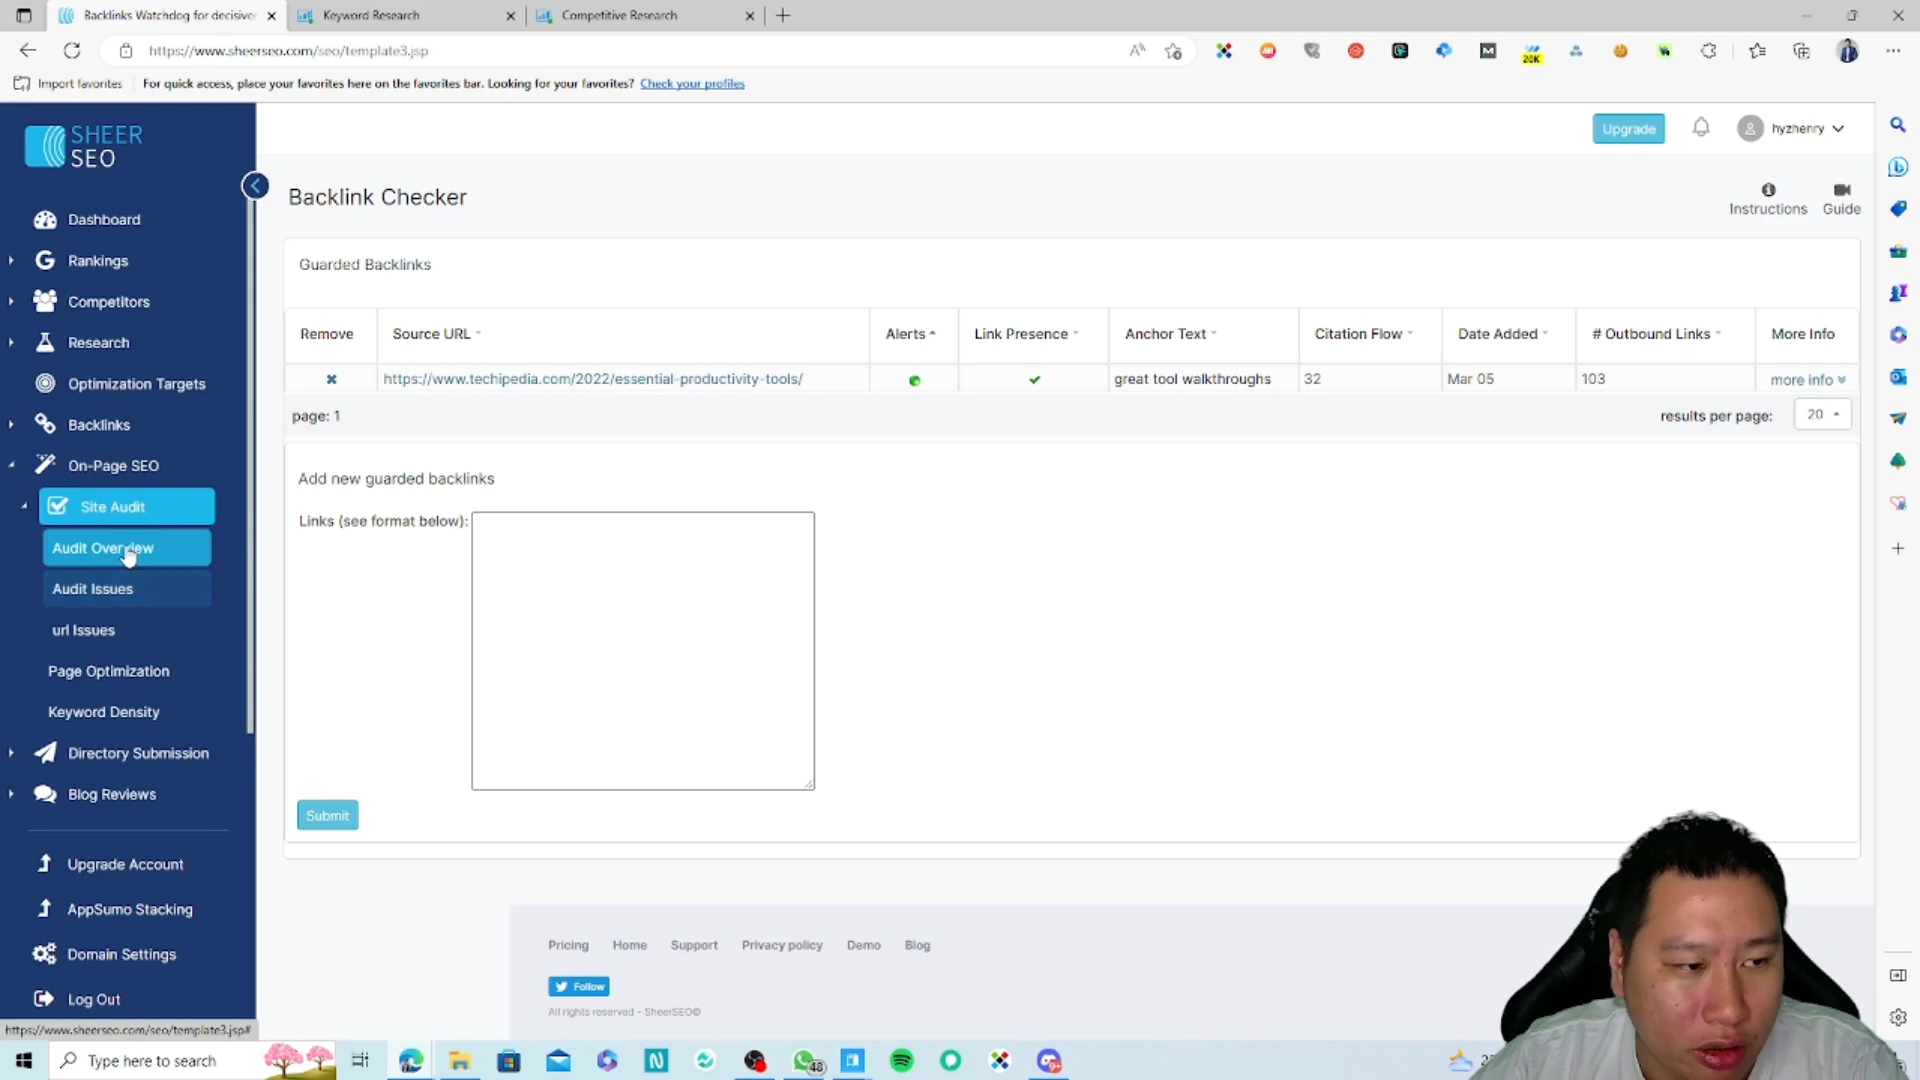 Backlinks Watchdog for decisive
Keyword Research
Competitive Research
https://www.sheerseo.com/seo/template3.jsp
20K
Import favorites
For quick access, place your favorites here on the favorites bar. Looking for your favorites? Check your profiles
SHEER
SEO
Upgrade
hyzhenry
Backlink Checker
Instructions
Guide
Dashboard
Rankings
Competitors
Research
Optimization Targets
Backlinks
On-Page SEO
Site Audit
Audit Overview
Audit Issues
url Issues
Page Optimization
Keyword Density
Directory Submission
Blog Reviews
Upgrade Account
AppSumo Stacking
Domain Settings
Log Out
Guarded Backlinks
Remove Source URL Alerts Link Presence Anchor Text Citation Flow Date Added # Outbound Links More Info
https://www.techipedia.com/2022/essential-productivity-tools/ great tool walkthroughs 32 Mar 05 103 more info
page: 1
results per page: 20
Add new guarded backlinks
Links (see format below):
Submit
Pricing Home Support Privacy policy Demo Blog
Follow
All rights reserved - SheerSEO©
https://www.sheerseo.com/seo/template3.jsp#
Type here to search
48